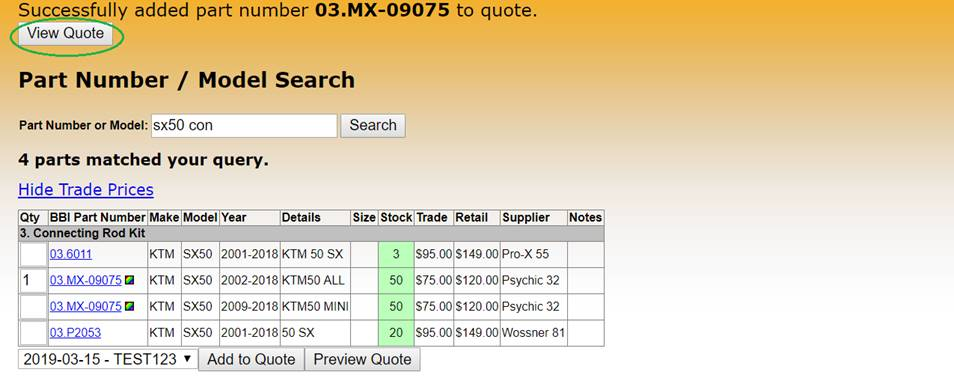 Successfully added part number 03.MX-09075 to quote.
View Quote
Part Number / Model Search
Part Number or Model: sx50 con Search
4 parts matched your query.
Hide Trade Prices
Qty BBI Part Number Make Model Year Details Size Stock Trade Retail Supplier Notes
3. Connecting Rod Kit
03.6011 KTM SX50 2001-2018 KTM 50 SX 3 $95.00 $149.00 Pro-X 55
1 03.MX-09075 KTM SX50 2002-2018 KTM50 ALL 50 $75.00 $120.00 Psychic 32
03.MX-09075 KTM SX50 2009-2018 KTM50 MINI 50 $75.00 $120.00 Psychic 32
03.P2053 KTM SX50 2001-2018 50 SX 20 $95.00 $149.00 Wossner 81
2019-03-15 - TEST123 Add to Quote Preview Quote